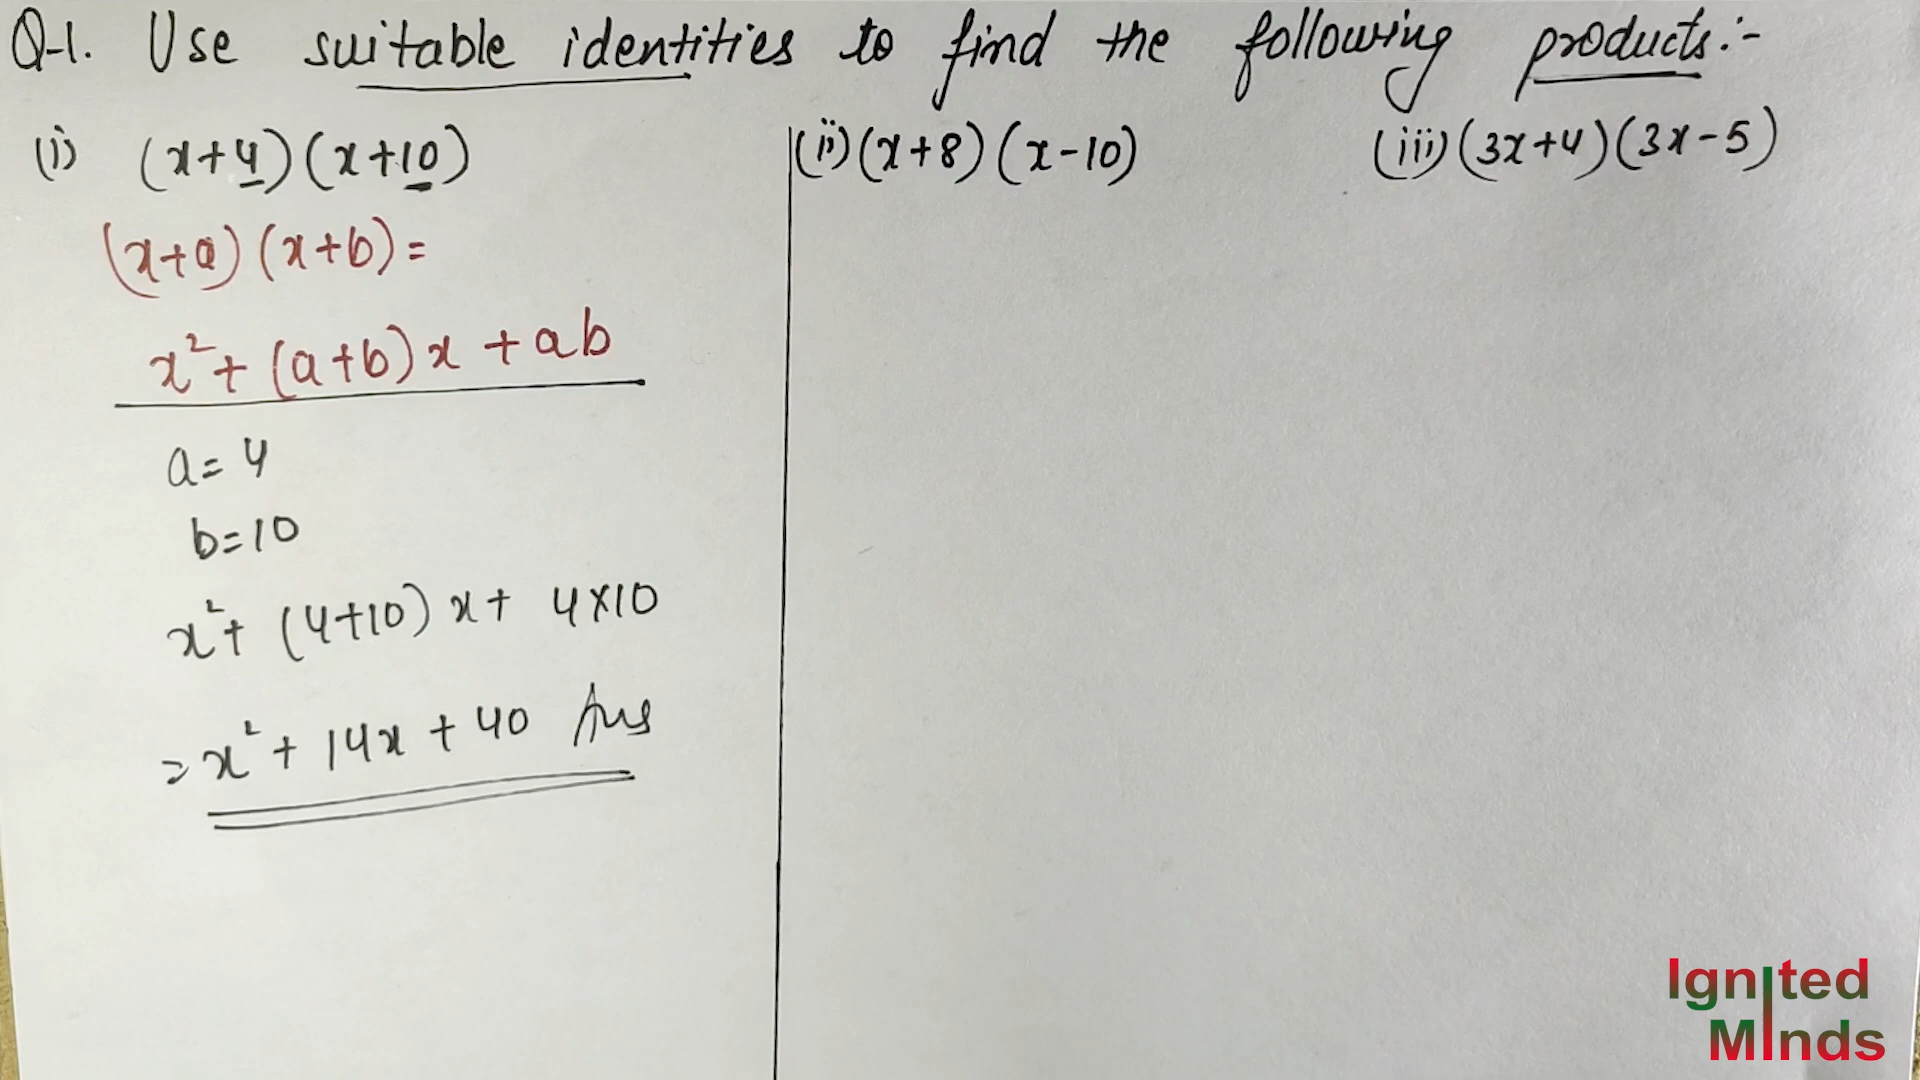 Q-1. Use suitable identities to find the following products:-
(i) (x+4)(x+10)
(x+a)(x+b)=
x²+(a+b)x+ab
a=4
b=10
x²+(4+10)x+ 4×10
=x²+14x+40 Ans
(ii)(x+8)(x-10)
(iii)(3x+4)(3x-5)
Ignited
Minds